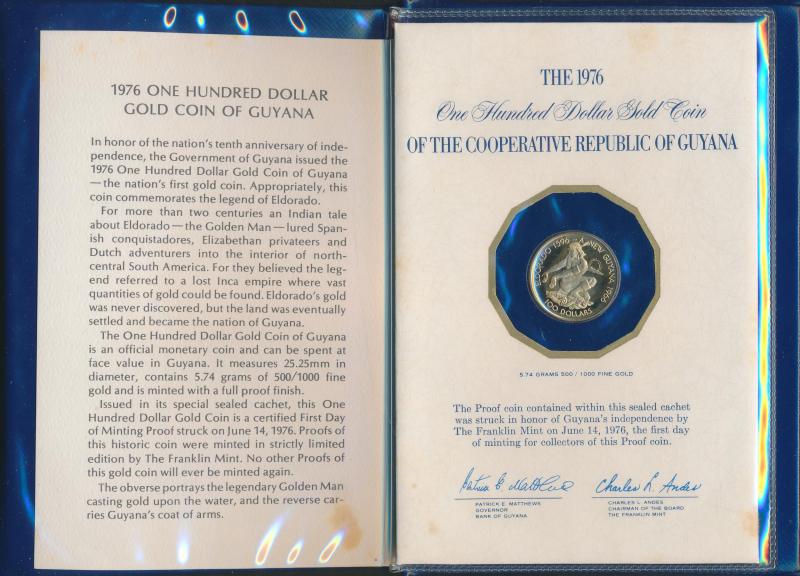 1976 ONE HUNDRED DOLLAR
GOLD COIN OF GUYANA
In honor of the nation's tenth anniversary of inde-
pendence, the Government of Guyana issued the
1976 One Hundred Dollar Gold Coin of Guyana
—the nation's first gold coin. Appropriately, this
coin commemorates the legend of Eldorado.
For more than two centuries an Indian tale
about Eldorado—the Golden Man—lured Span-
ish conquistadores, Elizabethan privateers and
Dutch adventurers into the interior of north-
central South America. For they believed the leg-
end referred to a lost Inca empire where vast
quantities of gold could be found. Eldorado's gold
was never discovered, but the land was eventually
settled and became the nation of Guyana.
The One Hundred Dollar Gold Coin of Guyana
is an official monetary coin and can be spent at
face value in Guyana. It measures 25.25mm in
diameter, contains 5.74 grams of 500/1000 fine
gold and is minted with a full proof finish.
Issued in its special sealed cachet, this One
Hundred Dollar Gold Coin is a certified First Day
of Minting Proof struck on June 14, 1976. Proofs of
this historic coin were minted in strictly limited
edition by The Franklin Mint. No other Proofs of
this gold coin will ever be minted again.
The obverse portrays the legendary Golden Man
casting gold upon the water, and the reverse car-
ries Guyana's coat of arms.
THE 1976
One Hundred Dollar Gold Coin
OF THE COOPERATIVE REPUBLIC OF GUYANA
ELDORADO 1596 - A NEW GUYANA 1966
100 DOLLARS
5.74 GRAMS 500 / 1000 FINE GOLD
The Proof coin contained within this sealed cachet
was struck in honor of Guyana's independence by
The Franklin Mint on June 14, 1976, the first day
of minting for collectors of this Proof coin.
Patrick E. Matthews
PATRICK E. MATTHEWS
GOVERNOR
BANK OF GUYANA
Charles L. Andes
CHARLES L. ANDES
CHAIRMAN OF THE BOARD
THE FRANKLIN MINT